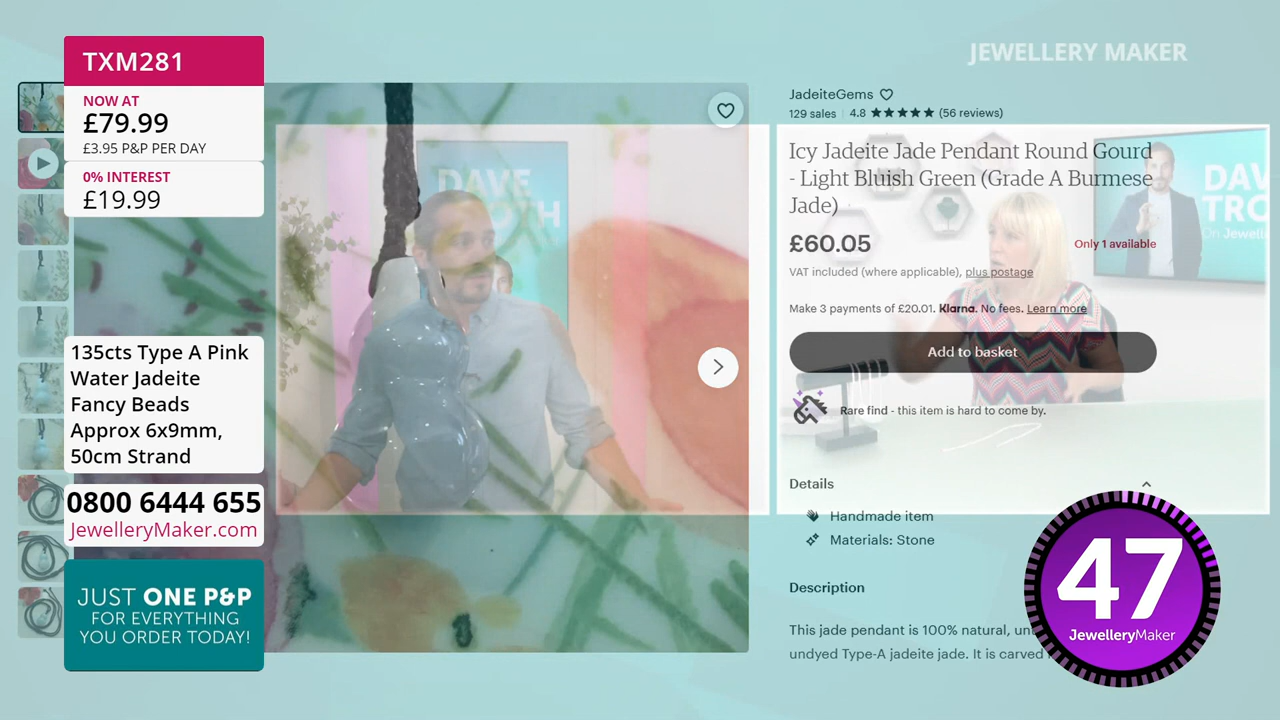 TXM281
NOW AT
£79.99
£3.95 P&P PER DAY
0% INTEREST
£19.99
135cts Type A Pink
Water Jadeite
Fancy Beads
Approx 6x9mm,
50cm Strand
0800 6444 655
JewelleryMaker.com
JUST ONE P&P
FOR EVERYTHING
YOU ORDER TODAY!
JEWELLERY MAKER
DAVE
JadeiteGems
129 sales 4.8 ★★★★★ (56 reviews)
Icy Jadeite Jade Pendant Round Gourd
- Light Bluish Green (Grade A Burmese
Jade)
£60.05
Only 1 available
VAT included (where applicable), plus postage
Make 3 payments of £20.01. Klarna. No fees. Learn more
Add to basket
Rare find - this item is hard to come by.
Details
Handmade item
Materials: Stone
Description
This jade pendant is 100% natural,
undyed Type-A jadeite jade. It is carved
DAV
TRO
On Jewell
47
JewelleryMaker